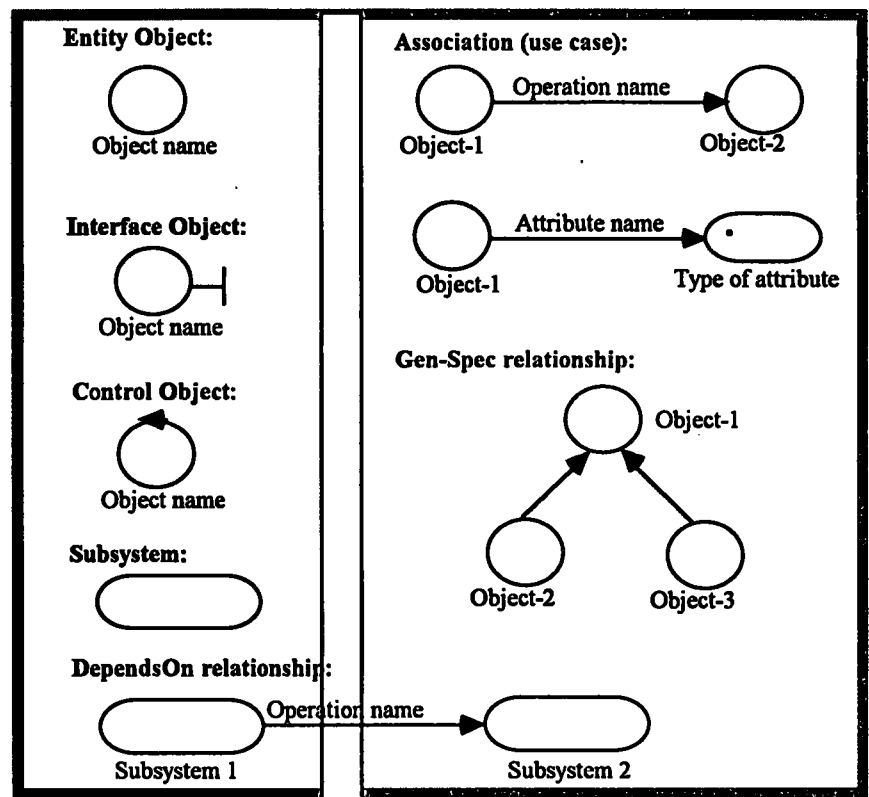 Entity Object:
Object name
Interface Object:
Object name
Control Object:
Object name
Subsystem:
DependsOn relationship:
Operation name
Subsystem 1
Subsystem 2
Association (use case):
Operation name
Object-1
Object-2
Attribute name
Object-1
Type of attribute
Gen-Spec relationship:
Object-1
Object-2
Object-3